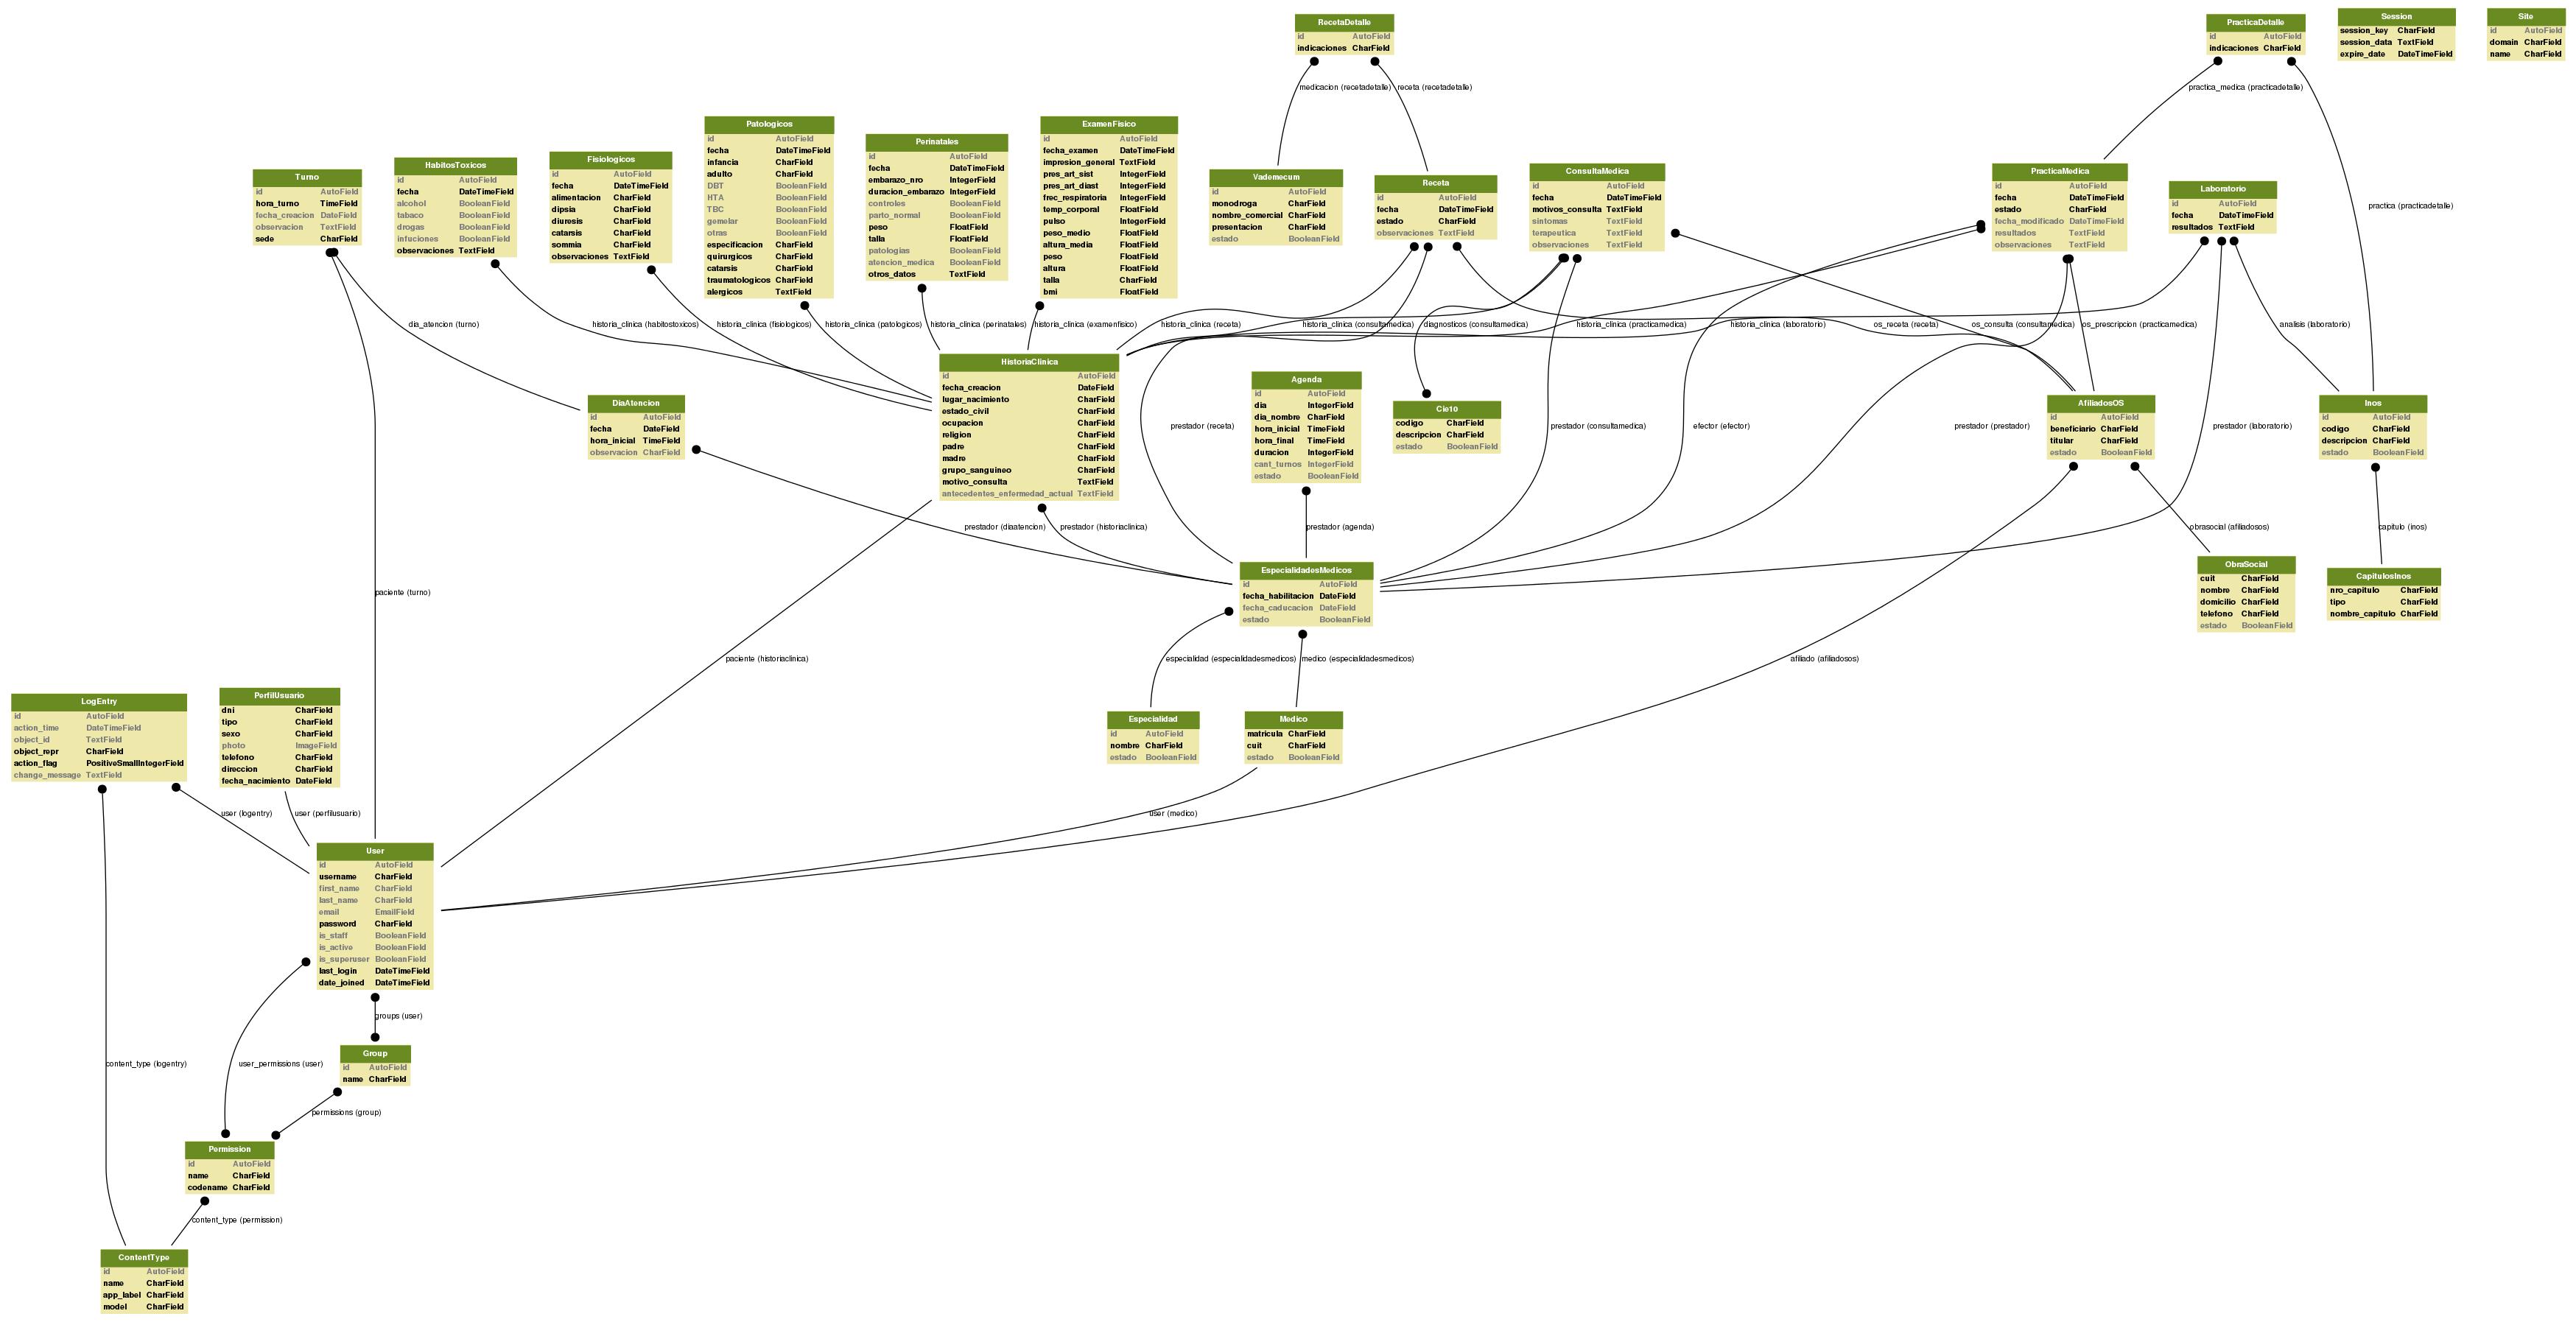 RecetaDetalle
id AutoField
indicaciones CharField
PracticaDetalle
id AutoField
indicaciones CharField
Session
session_key CharField
session_data TextField
expire_date DateTimeField
Site
id AutoField
domain CharField
name CharField
medicacion (recetadetalle)
receta (recetadetalle)
practica_medica (practicadetalle)
practica (practicadetalle)
Turno
id AutoField
hora_turno TimeField
fecha_creacion DateField
observacion TextField
sede CharField
HabitosToxicos
id AutoField
fecha DateTimeField
alcohol BooleanField
tabaco BooleanField
drogas BooleanField
infuciones BooleanField
observaciones TextField
Fisiologicos
id AutoField
fecha DateTimeField
alimentacion CharField
dipsia CharField
diuresis CharField
catarsis CharField
sommia CharField
observaciones TextField
Patologicos
id AutoField
fecha DateTimeField
infancia CharField
adulto CharField
DBT BooleanField
HTA BooleanField
TBC BooleanField
gemelar BooleanField
otras BooleanField
especificacion CharField
quirurgicos CharField
catarsis CharField
traumatologicos CharField
alergicos TextField
Perinatales
id AutoField
fecha DateTimeField
embarazo_nro IntegerField
duracion_embarazo IntegerField
controles BooleanField
parto_normal BooleanField
peso FloatField
talla FloatField
patologias BooleanField
atencion_medica BooleanField
otros_datos TextField
ExamenFisico
id AutoField
fecha_examen DateTimeField
impresion_general TextField
pres_art_sist IntegerField
pres_art_diast IntegerField
frec_respiratoria IntegerField
temp_corporal FloatField
pulso IntegerField
peso_medio FloatField
altura_media FloatField
peso FloatField
altura FloatField
talla CharField
bmi FloatField
Vademecum
id AutoField
monodroga CharField
nombre_comercial CharField
presentacion CharField
estado BooleanField
Receta
id AutoField
fecha DateTimeField
estado CharField
observaciones TextField
ConsultaMedica
id AutoField
fecha DateTimeField
motivos_consulta TextField
sintomas TextField
terapeutica TextField
observaciones TextField
PracticaMedica
id AutoField
fecha DateTimeField
estado CharField
fecha_modificado DateTimeField
resultados TextField
observaciones TextField
Laboratorio
id AutoField
fecha DateTimeField
resultados TextField
dia_atencion (turno)
historia_clinica (habitostoxicos)
historia_clinica (fisiologicos)
historia_clinica (patologicos)
historia_clinica (perinatales)
historia_clinica (examenfisico)
historia_clinica (receta)
historia_clinica (consultamedica)
diagnosticos (consultamedica)
historia_clinica (practicamedica)
historia_clinica (laboratorio)
os_receta (receta)
os_consulta (consultamedica)
os_prescripcion (practicamedica)
analisis (laboratorio)
DiaAtencion
id AutoField
fecha DateField
hora_inicial TimeField
observacion CharField
HistoriaClinica
id AutoField
fecha_creacion DateField
lugar_nacimiento CharField
estado_civil CharField
ocupacion CharField
religion CharField
padre CharField
madre CharField
grupo_sanguineo CharField
motivo_consulta TextField
antecedentes_enfermedad_actual TextField
Agenda
id AutoField
dia IntegerField
dia_nombre CharField
hora_inicial TimeField
hora_final TimeField
duracion IntegerField
cant_turnos IntegerField
estado BooleanField
Cie10
codigo CharField
descripcion CharField
estado BooleanField
AfiliadosOS
id AutoField
beneficiario CharField
titular CharField
estado BooleanField
Inos
id AutoField
codigo CharField
descripcion CharField
estado BooleanField
prestador (receta)
prestador (consultamedica)
efector (efector)
prestador (prestador)
prestador (laboratorio)
prestador (diaatencion)
prestador (historiaclinica)
prestador (agenda)
obrasocial (afiliadosos)
capitulo (inos)
EspecialidadesMedicos
id AutoField
fecha_habilitacion DateField
fecha_caducacion DateField
estado BooleanField
ObraSocial
cuit CharField
nombre CharField
domicilio CharField
telefono CharField
estado BooleanField
CapitulosInos
nro_capitulo CharField
tipo CharField
nombre_capitulo CharField
paciente (turno)
paciente (historiaclinica)
especialidad (especialidadesmedicos)
medico (especialidadesmedicos)
afiliado (afiliadosos)
LogEntry
id AutoField
action_time DateTimeField
object_id TextField
object_repr CharField
action_flag PositiveSmallIntegerField
change_message TextField
PerfilUsuario
dni CharField
tipo CharField
sexo CharField
photo ImageField
telefono CharField
direccion CharField
fecha_nacimiento DateField
Especialidad
id AutoField
nombre CharField
estado BooleanField
Medico
matricula CharField
cuit CharField
estado BooleanField
user (logentry)
user (perfilusuario)
user (medico)
User
id AutoField
username CharField
first_name CharField
last_name CharField
email EmailField
password CharField
is_staff BooleanField
is_active BooleanField
is_superuser BooleanField
last_login DateTimeField
date_joined DateTimeField
groups (user)
content_type (logentry)
user_permissions (user)
Group
id AutoField
name CharField
permissions (group)
Permission
id AutoField
name CharField
codename CharField
content_type (permission)
ContentType
id AutoField
name CharField
app_label CharField
model CharField